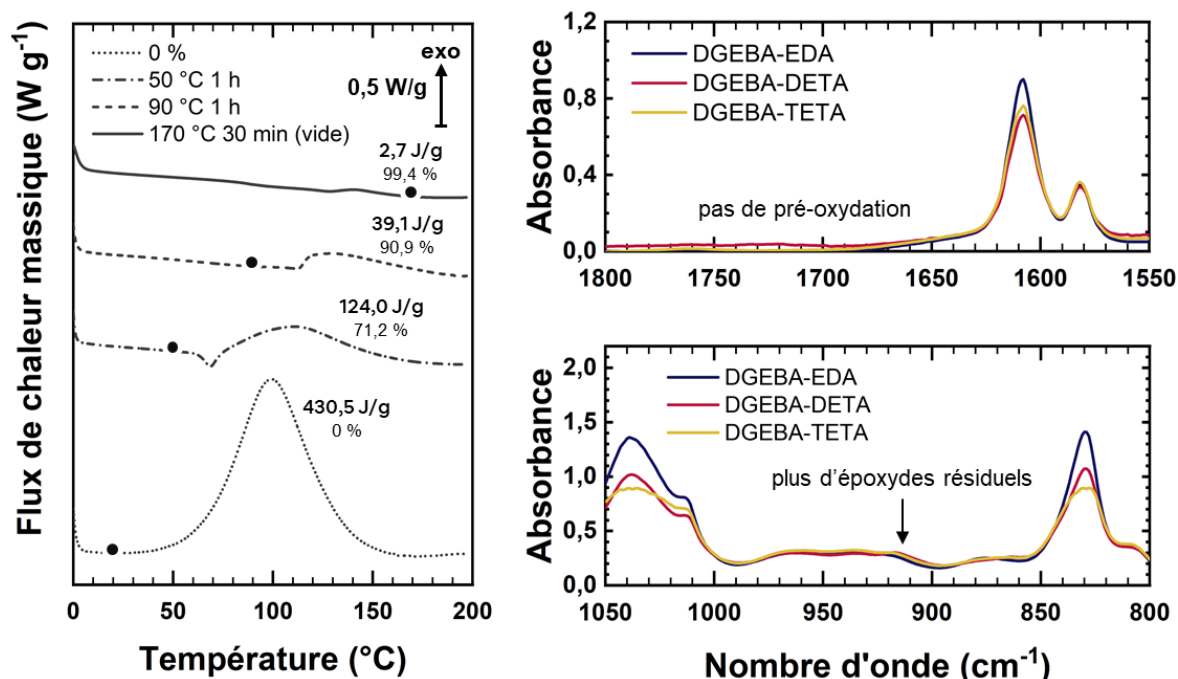 Flux de chaleur massique (W g-1)
0 %
50 °C 1 h
90 °C 1 h
170 °C 30 min (vide)
exo
0,5 W/g
2,7 J/g
99,4 %
39,1 J/g
90,9 %
124,0 J/g
71,2 %
430,5 J/g
0 %
0 50 100 150 200
Température (°C)
Absorbance
1,2
0,8
0,4
0,0
DGEBA-EDA
DGEBA-DETA
DGEBA-TETA
pas de pré-oxydation
1800 1750 1700 1650 1600 1550
Absorbance
2,0
1,5
1,0
0,5
0,0
DGEBA-EDA
DGEBA-DETA
DGEBA-TETA
plus d'époxydes résiduels
1050 1000 950 900 850 800
Nombre d'onde (cm-1)